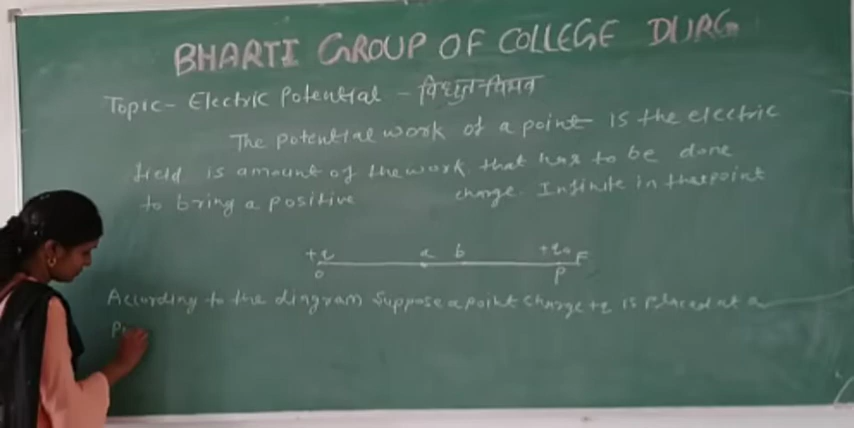 BHARTI GROUP OF COLLEGE DURG
Topic- Electric Potential - विद्युत विभव
The potential work of a point is the electric
field is amount of the work that has to be done
to bring a positive charge. Infinite in that point
+q a b +q₀ F
O P
According to the diagram suppose a point charge +q is placed at a